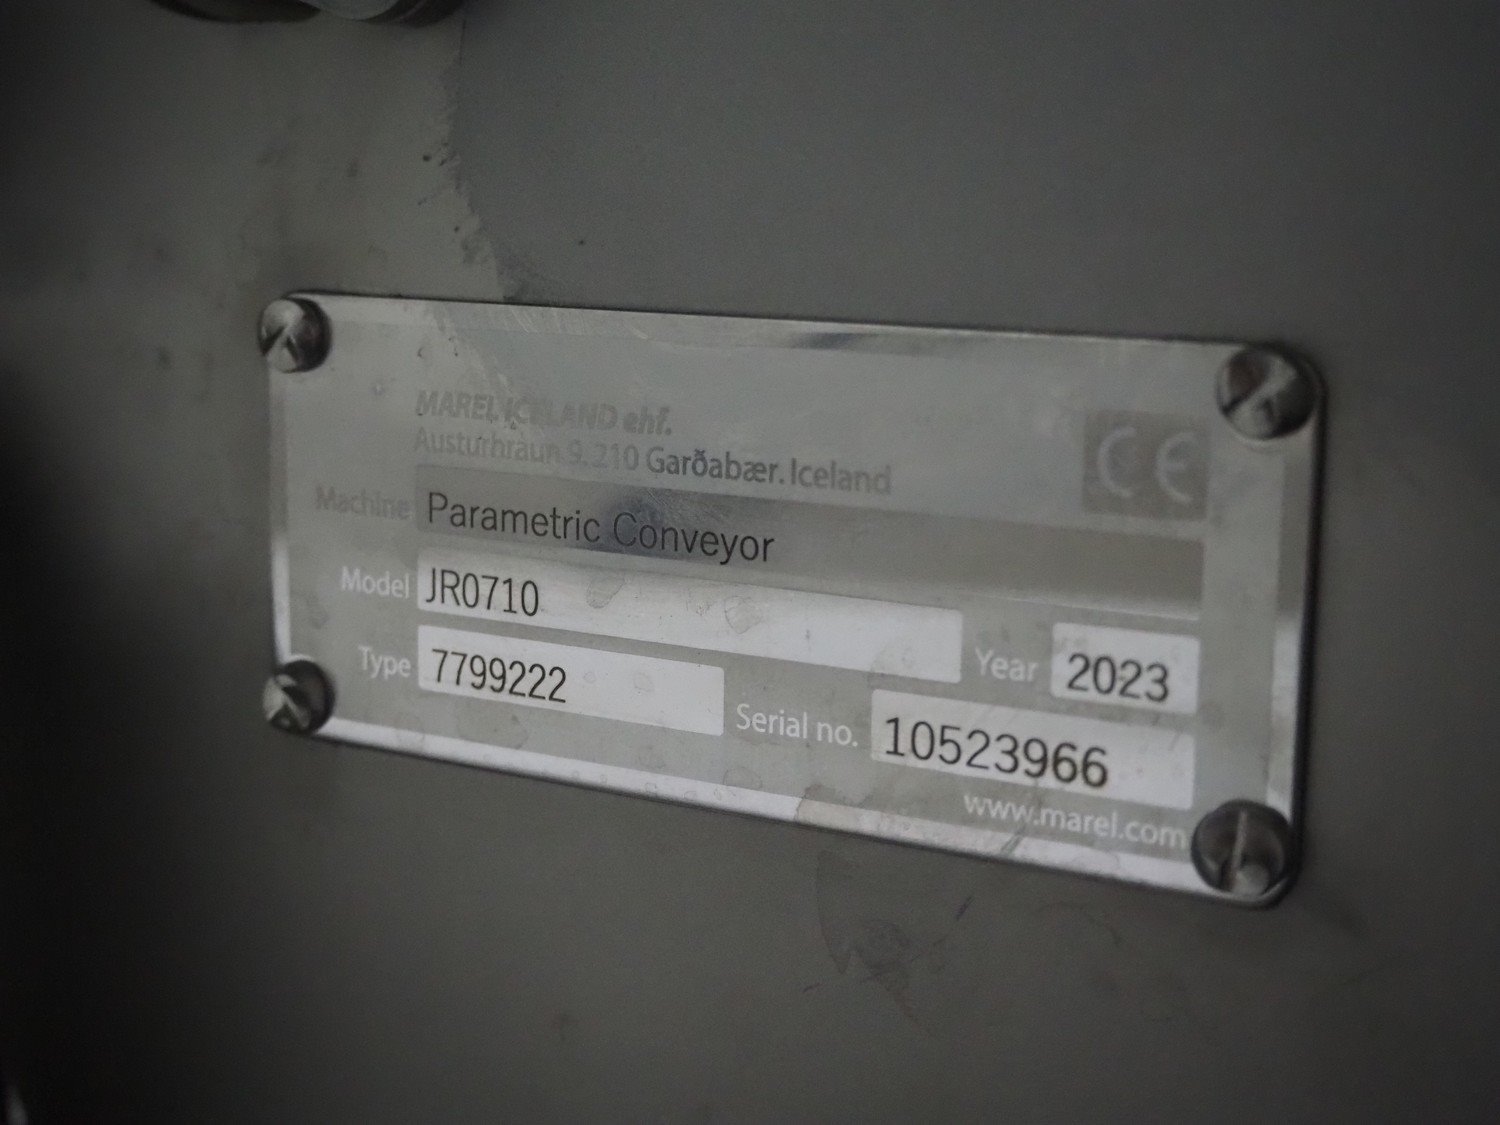 MAREL ICELAND ehf.
Austurhraun 9. 210 Garðabær. Iceland
CE
Machine Parametric Conveyor
Model JR0710 Year 2023
Type 7799222 Serial no. 10523966
www.marel.com